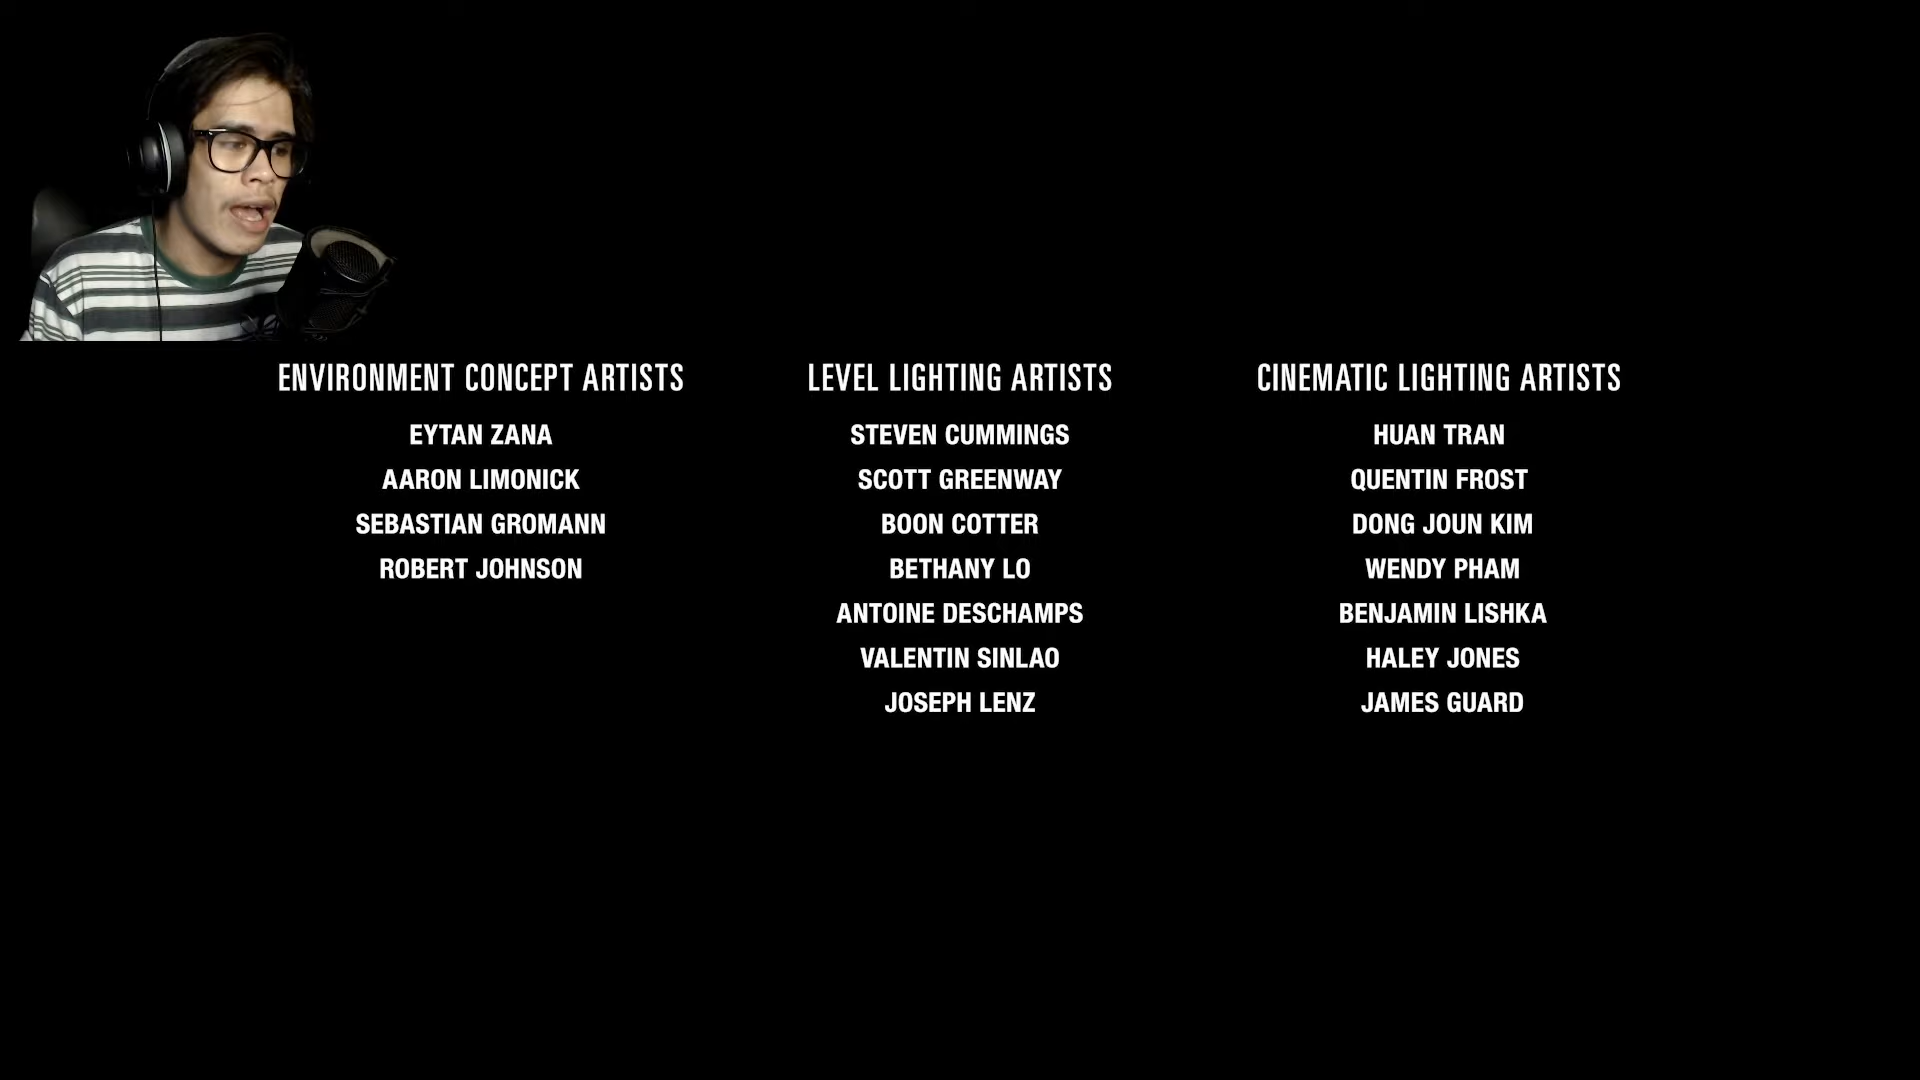 ENVIRONMENT CONCEPT ARTISTS
EYTAN ZANA
AARON LIMONICK
SEBASTIAN GROMANN
ROBERT JOHNSON
LEVEL LIGHTING ARTISTS
STEVEN CUMMINGS
SCOTT GREENWAY
BOON COTTER
BETHANY LO
ANTOINE DESCHAMPS
VALENTIN SINLAO
JOSEPH LENZ
CINEMATIC LIGHTING ARTISTS
HUAN TRAN
QUENTIN FROST
DONG JOUN KIM
WENDY PHAM
BENJAMIN LISHKA
HALEY JONES
JAMES GUARD